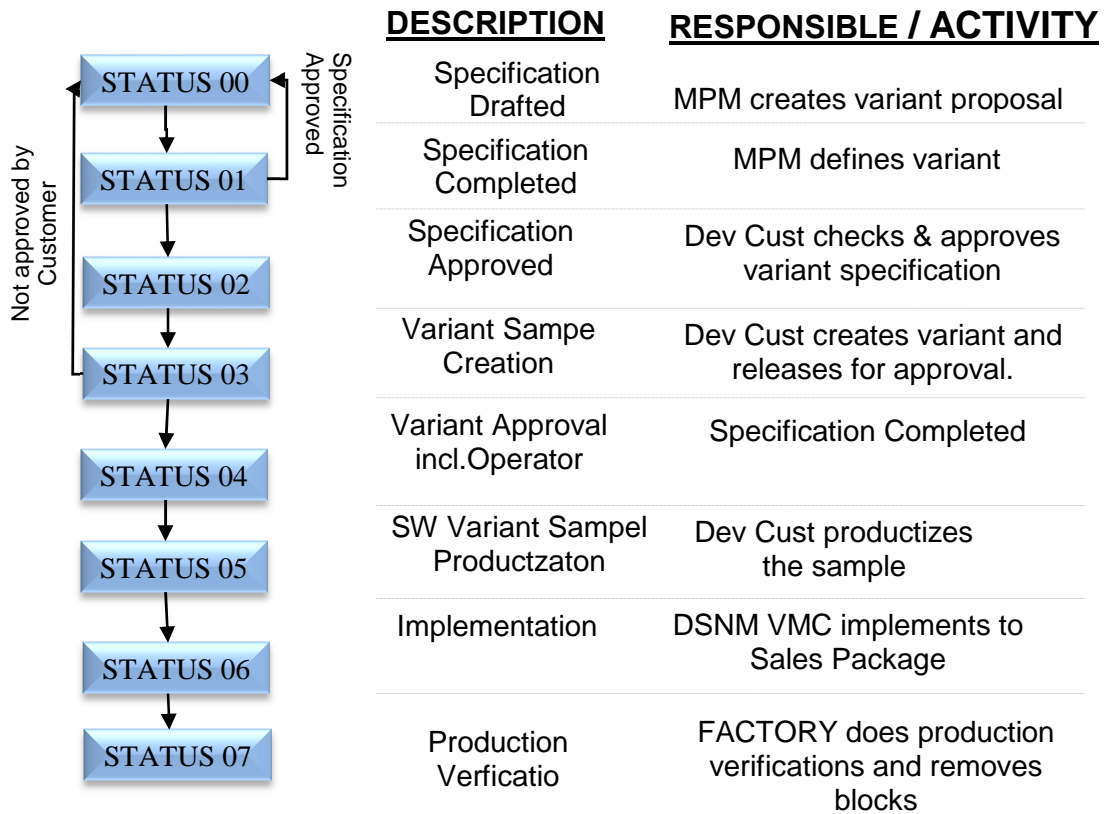 DESCRIPTION
RESPONSIBLE / ACTIVITY
STATUS 00
Specification
Approved
Specification
Drafted
MPM creates variant proposal
Not approved by
Customer
STATUS 01
Specification
Completed
MPM defines variant
STATUS 02
Specification
Approved
Dev Cust checks & approves
variant specification
STATUS 03
Variant Sampe
Creation
Dev Cust creates variant and
releases for approval.
STATUS 04
Variant Approval
incl.Operator
Specification Completed
STATUS 05
SW Variant Sampel
Productzaton
Dev Cust productizes
the sample
STATUS 06
Implementation
DSNM VMC implements to
Sales Package
STATUS 07
Production
Verficatio
FACTORY does production
verifications and removes
blocks